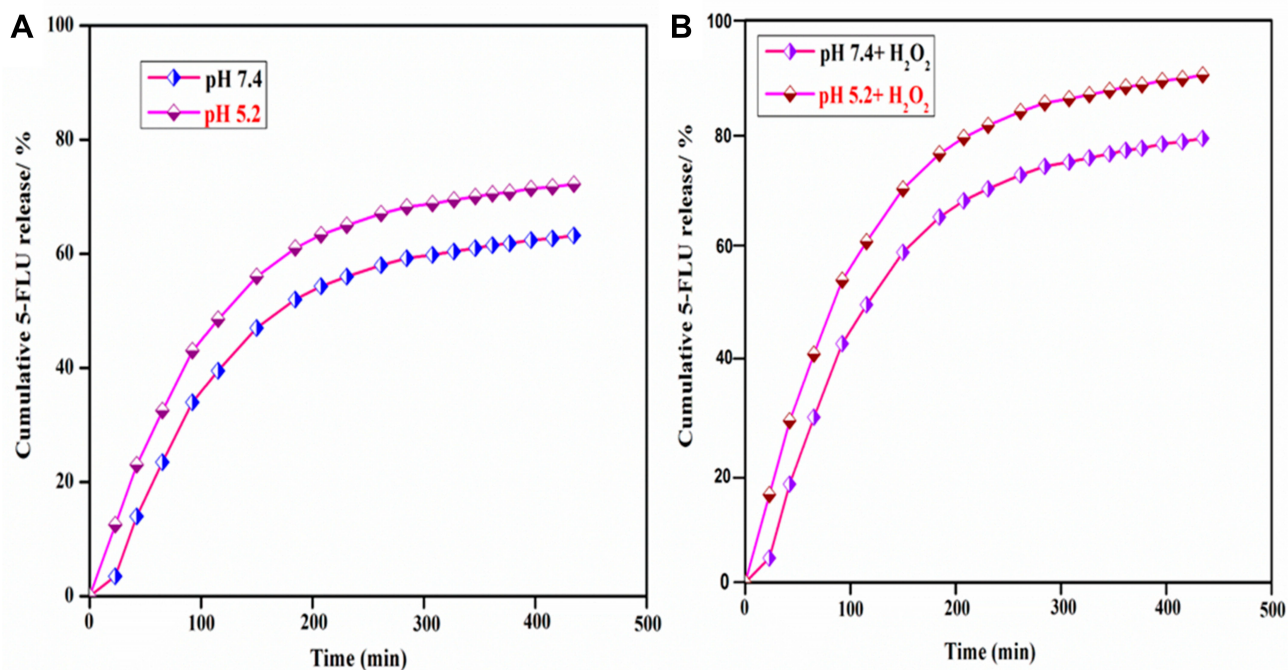 A
100
80
60
40
20
0
0 100 200 300 400 500
Cumulative 5-FLU release/ %
Time (min)
pH 7.4
pH 5.2
B
100
80
60
40
20
0
0 100 200 300 400 500
Cumulative 5-FLU release/ %
Time (min)
pH 7.4+ H₂O₂
pH 5.2+ H₂O₂